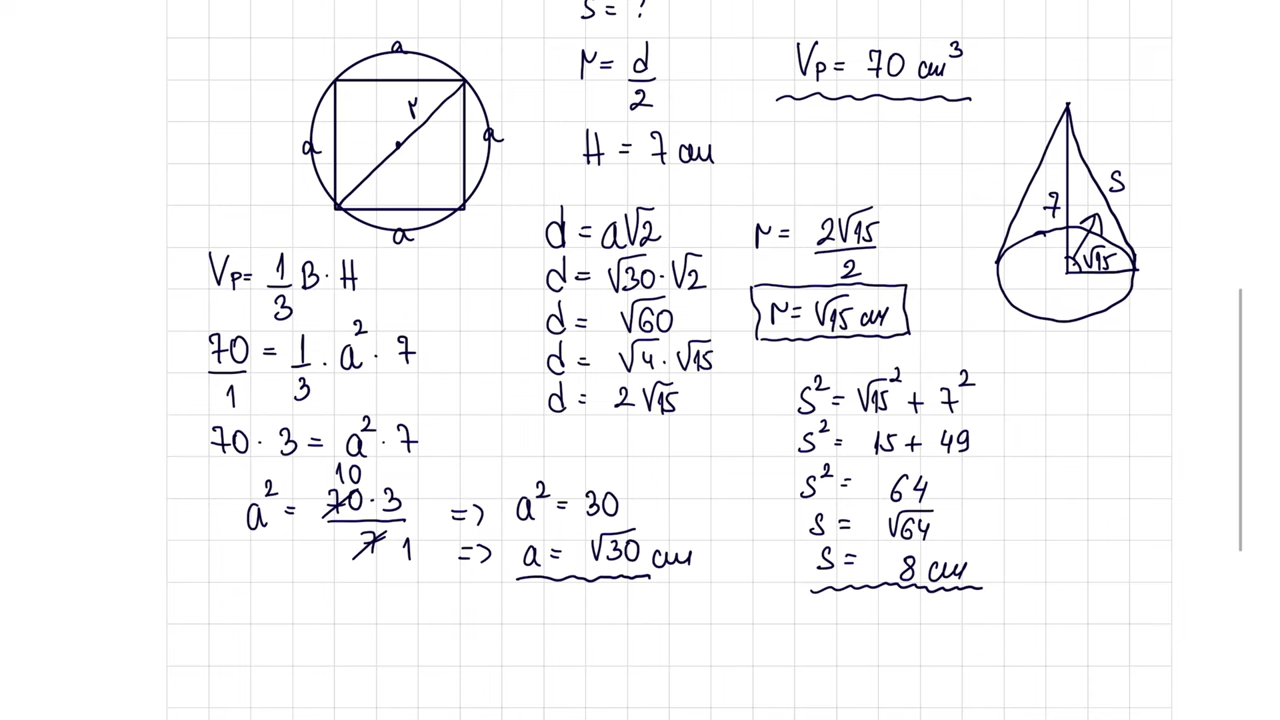 S = ?
a
r
a
a
a
r = d/2
H = 7 см
Vp = 70 см³
7
S
√15
Vp = 1/3 B · H
70/1 = 1/3 · a² · 7
70 · 3 = a² · 7
10
a² = 70 · 3 / 7 1 => a² = 30
=> a = √30 см
d = a√2
d = √30 · √2
d = √60
d = √4 · √15
d = 2√15
r = 2√15/2
r = √15 см
S² = √15² + 7²
S² = 15 + 49
S² = 64
S = √64
S = 8 см